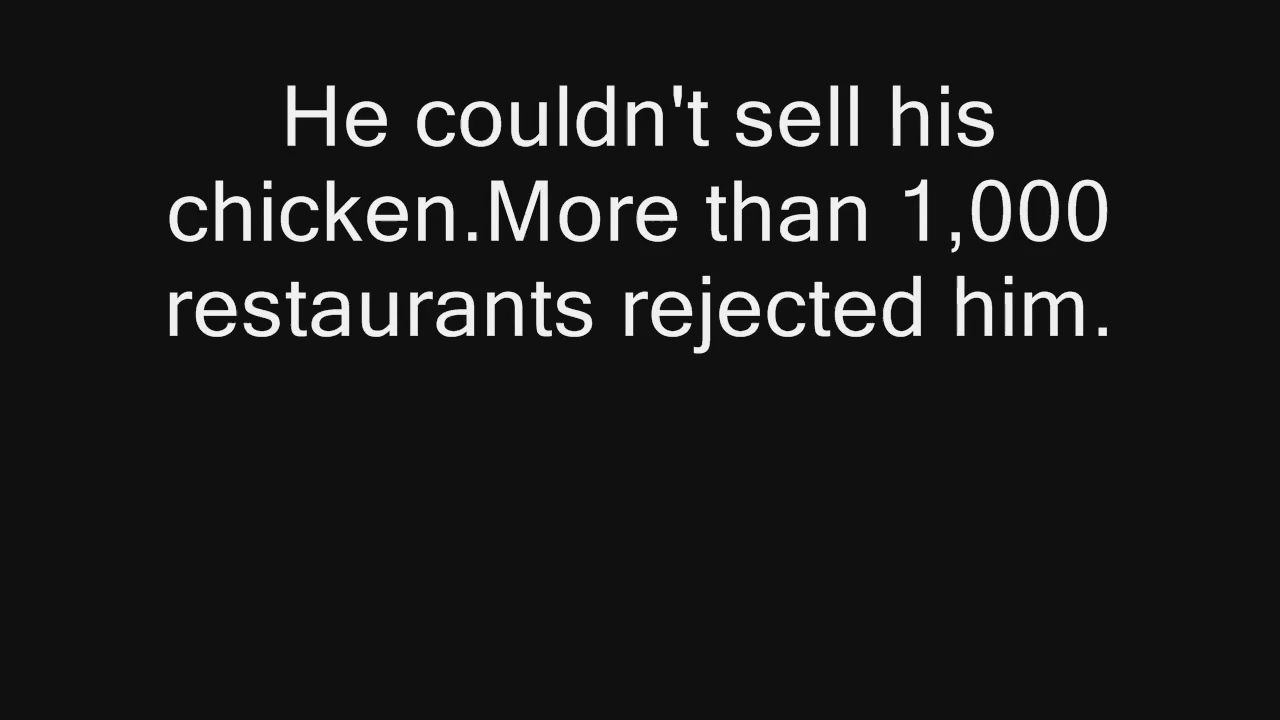 He couldn't sell his
chicken.More than 1,000
restaurants rejected him.